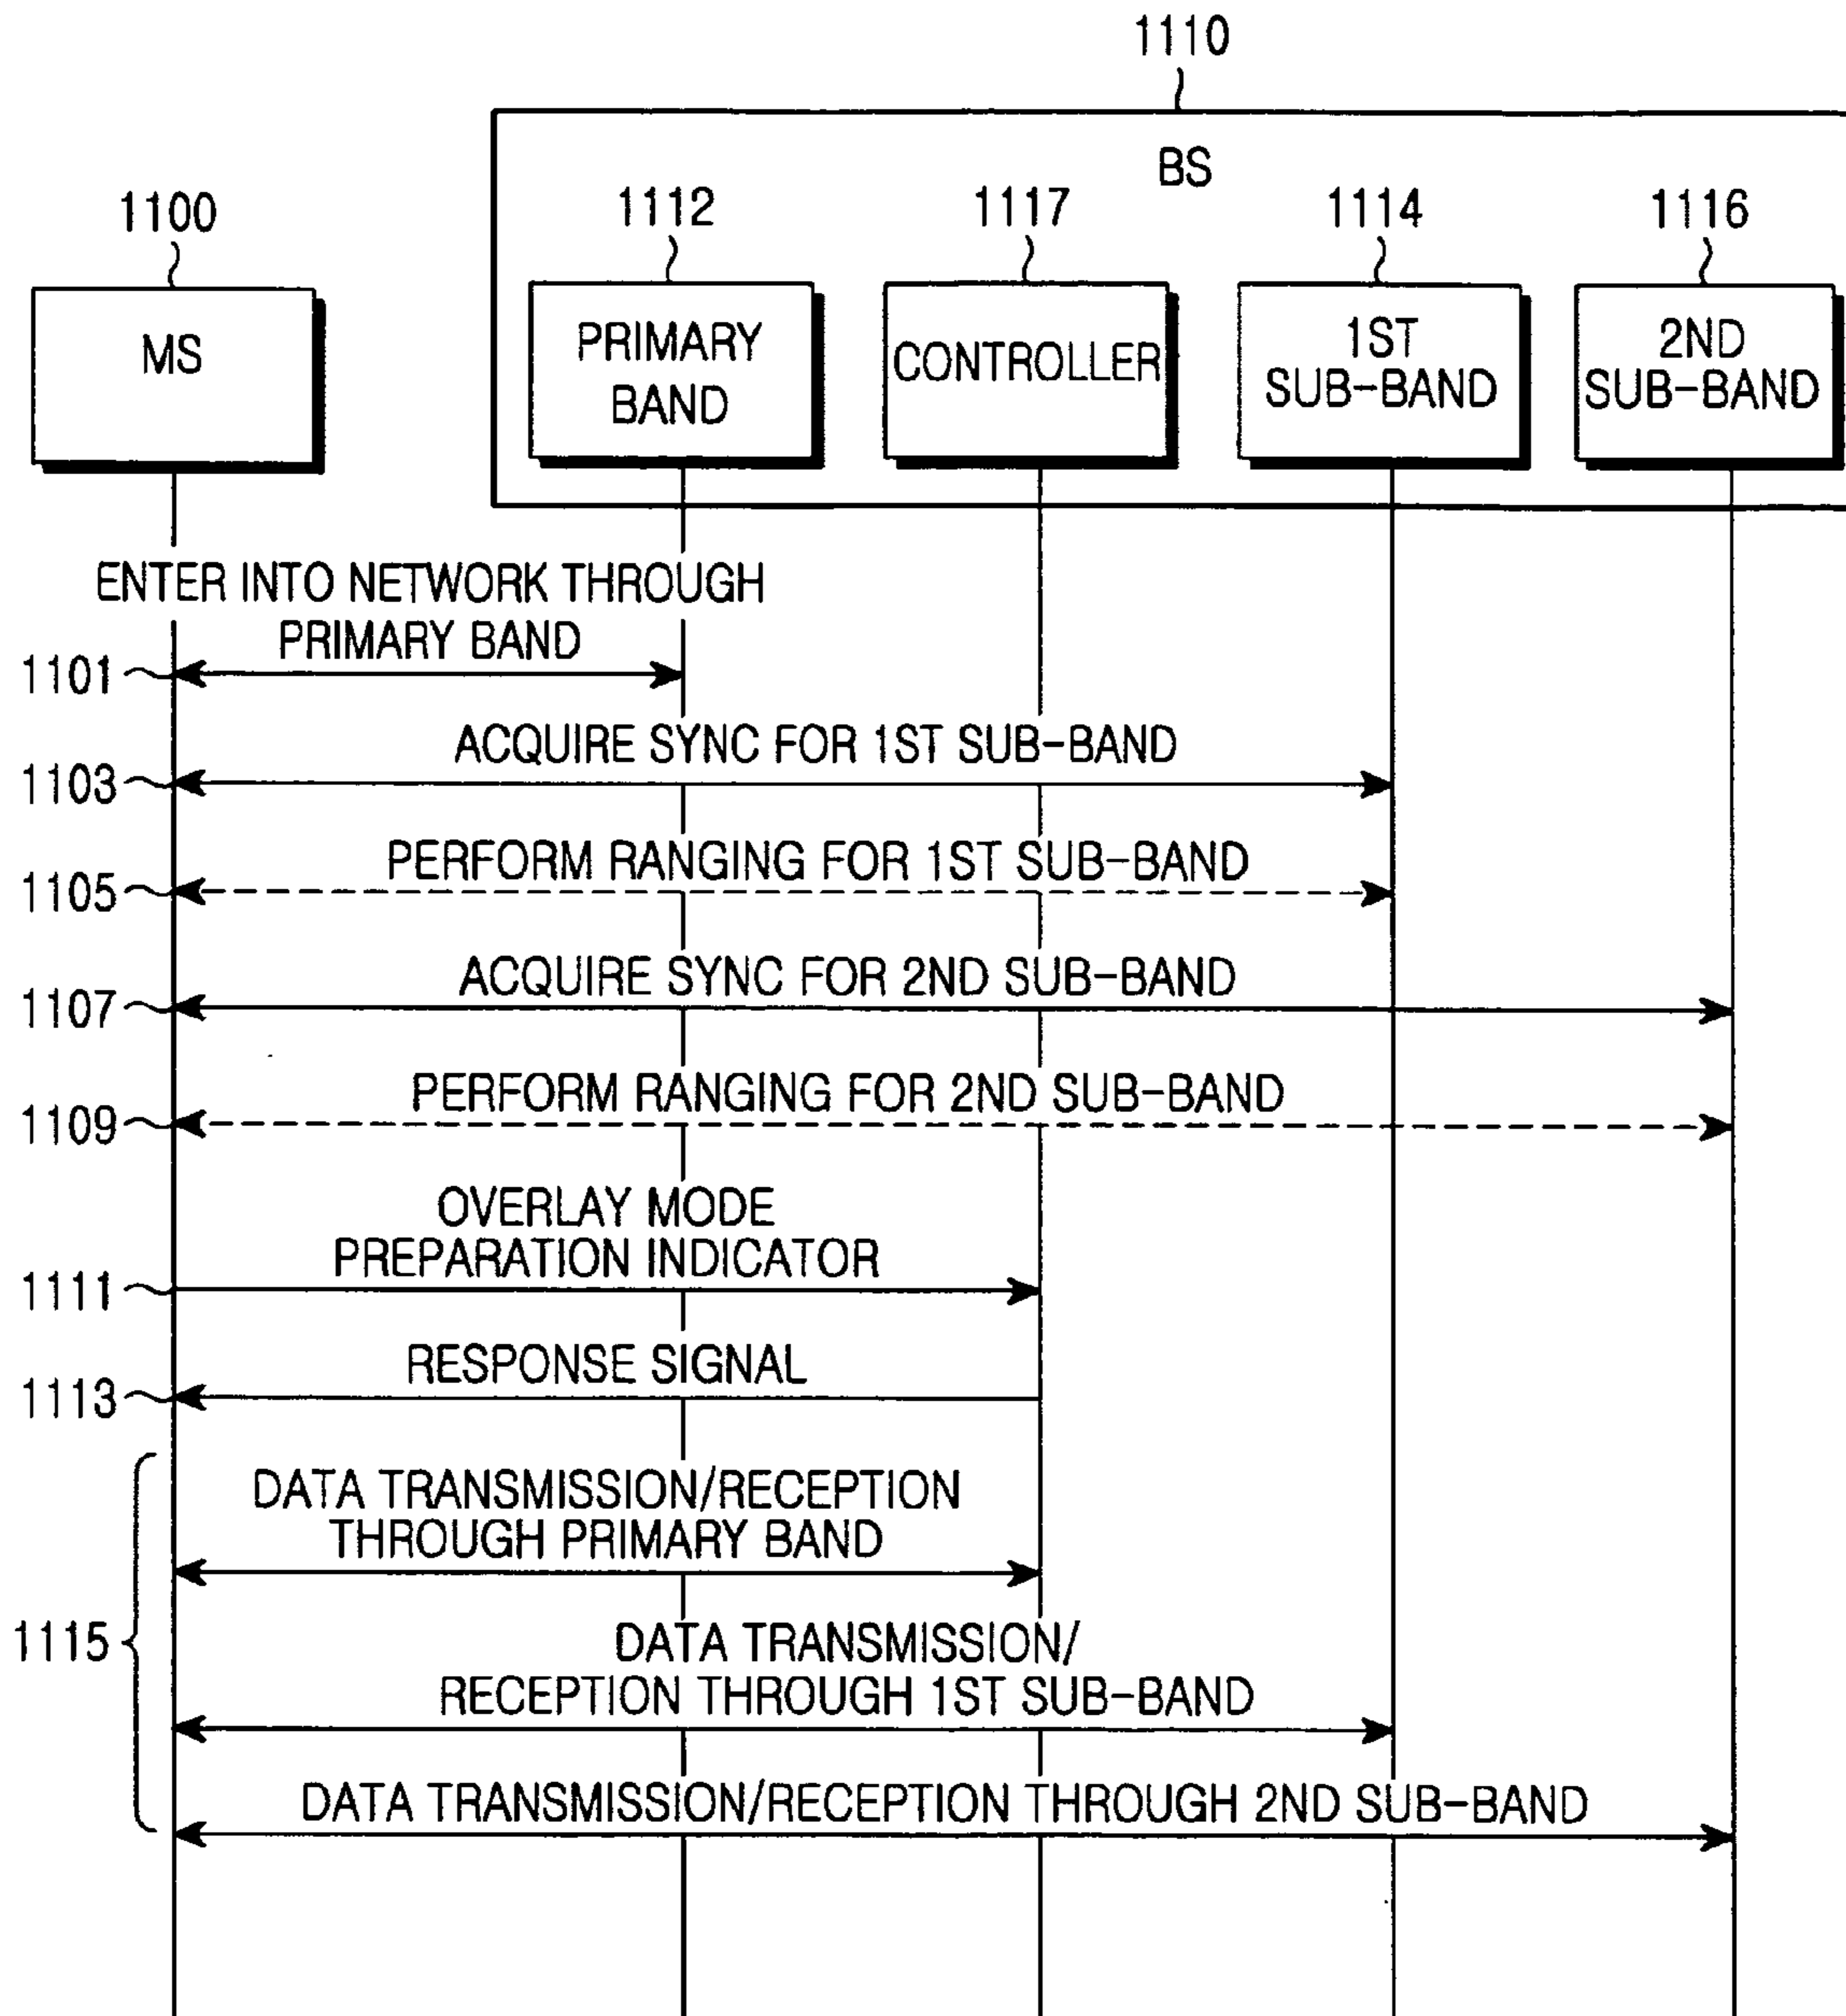 1110
BS
1100
1112
1117
1114
1116
MS
PRIMARY
BAND
CONTROLLER
1ST
SUB-BAND
2ND
SUB-BAND
ENTER INTO NETWORK THROUGH
PRIMARY BAND
1101
ACQUIRE SYNC FOR 1ST SUB-BAND
1103
PERFORM RANGING FOR 1ST SUB-BAND
1105
ACQUIRE SYNC FOR 2ND SUB-BAND
1107
PERFORM RANGING FOR 2ND SUB-BAND
1109
OVERLAY MODE
PREPARATION INDICATOR
1111
RESPONSE SIGNAL
1113
DATA TRANSMISSION/RECEPTION
THROUGH PRIMARY BAND
1115
DATA TRANSMISSION/
RECEPTION THROUGH 1ST SUB-BAND
DATA TRANSMISSION/RECEPTION THROUGH 2ND SUB-BAND